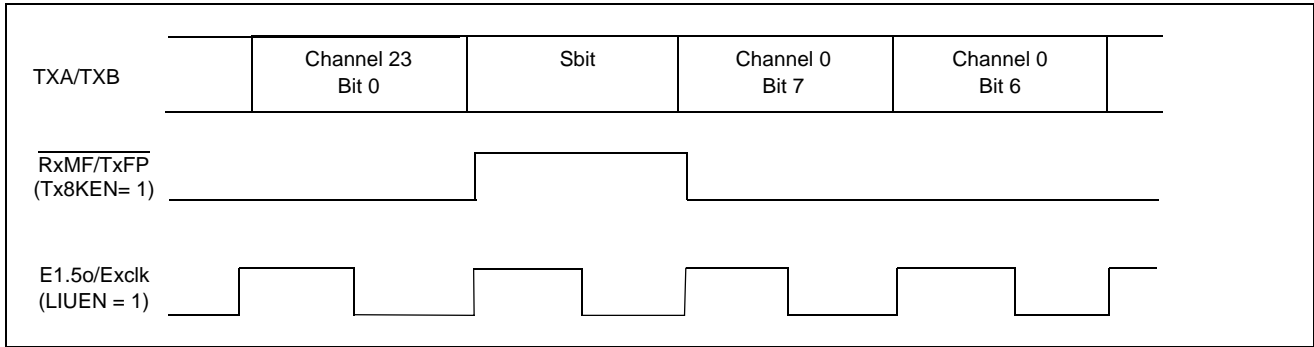 TXA/TXB
Channel 23
Bit 0
Sbit
Channel 0
Bit 7
Channel 0
Bit 6
RxMF/TxFP
(Tx8KEN= 1)
E1.5o/Exclk
(LIUEN = 1)